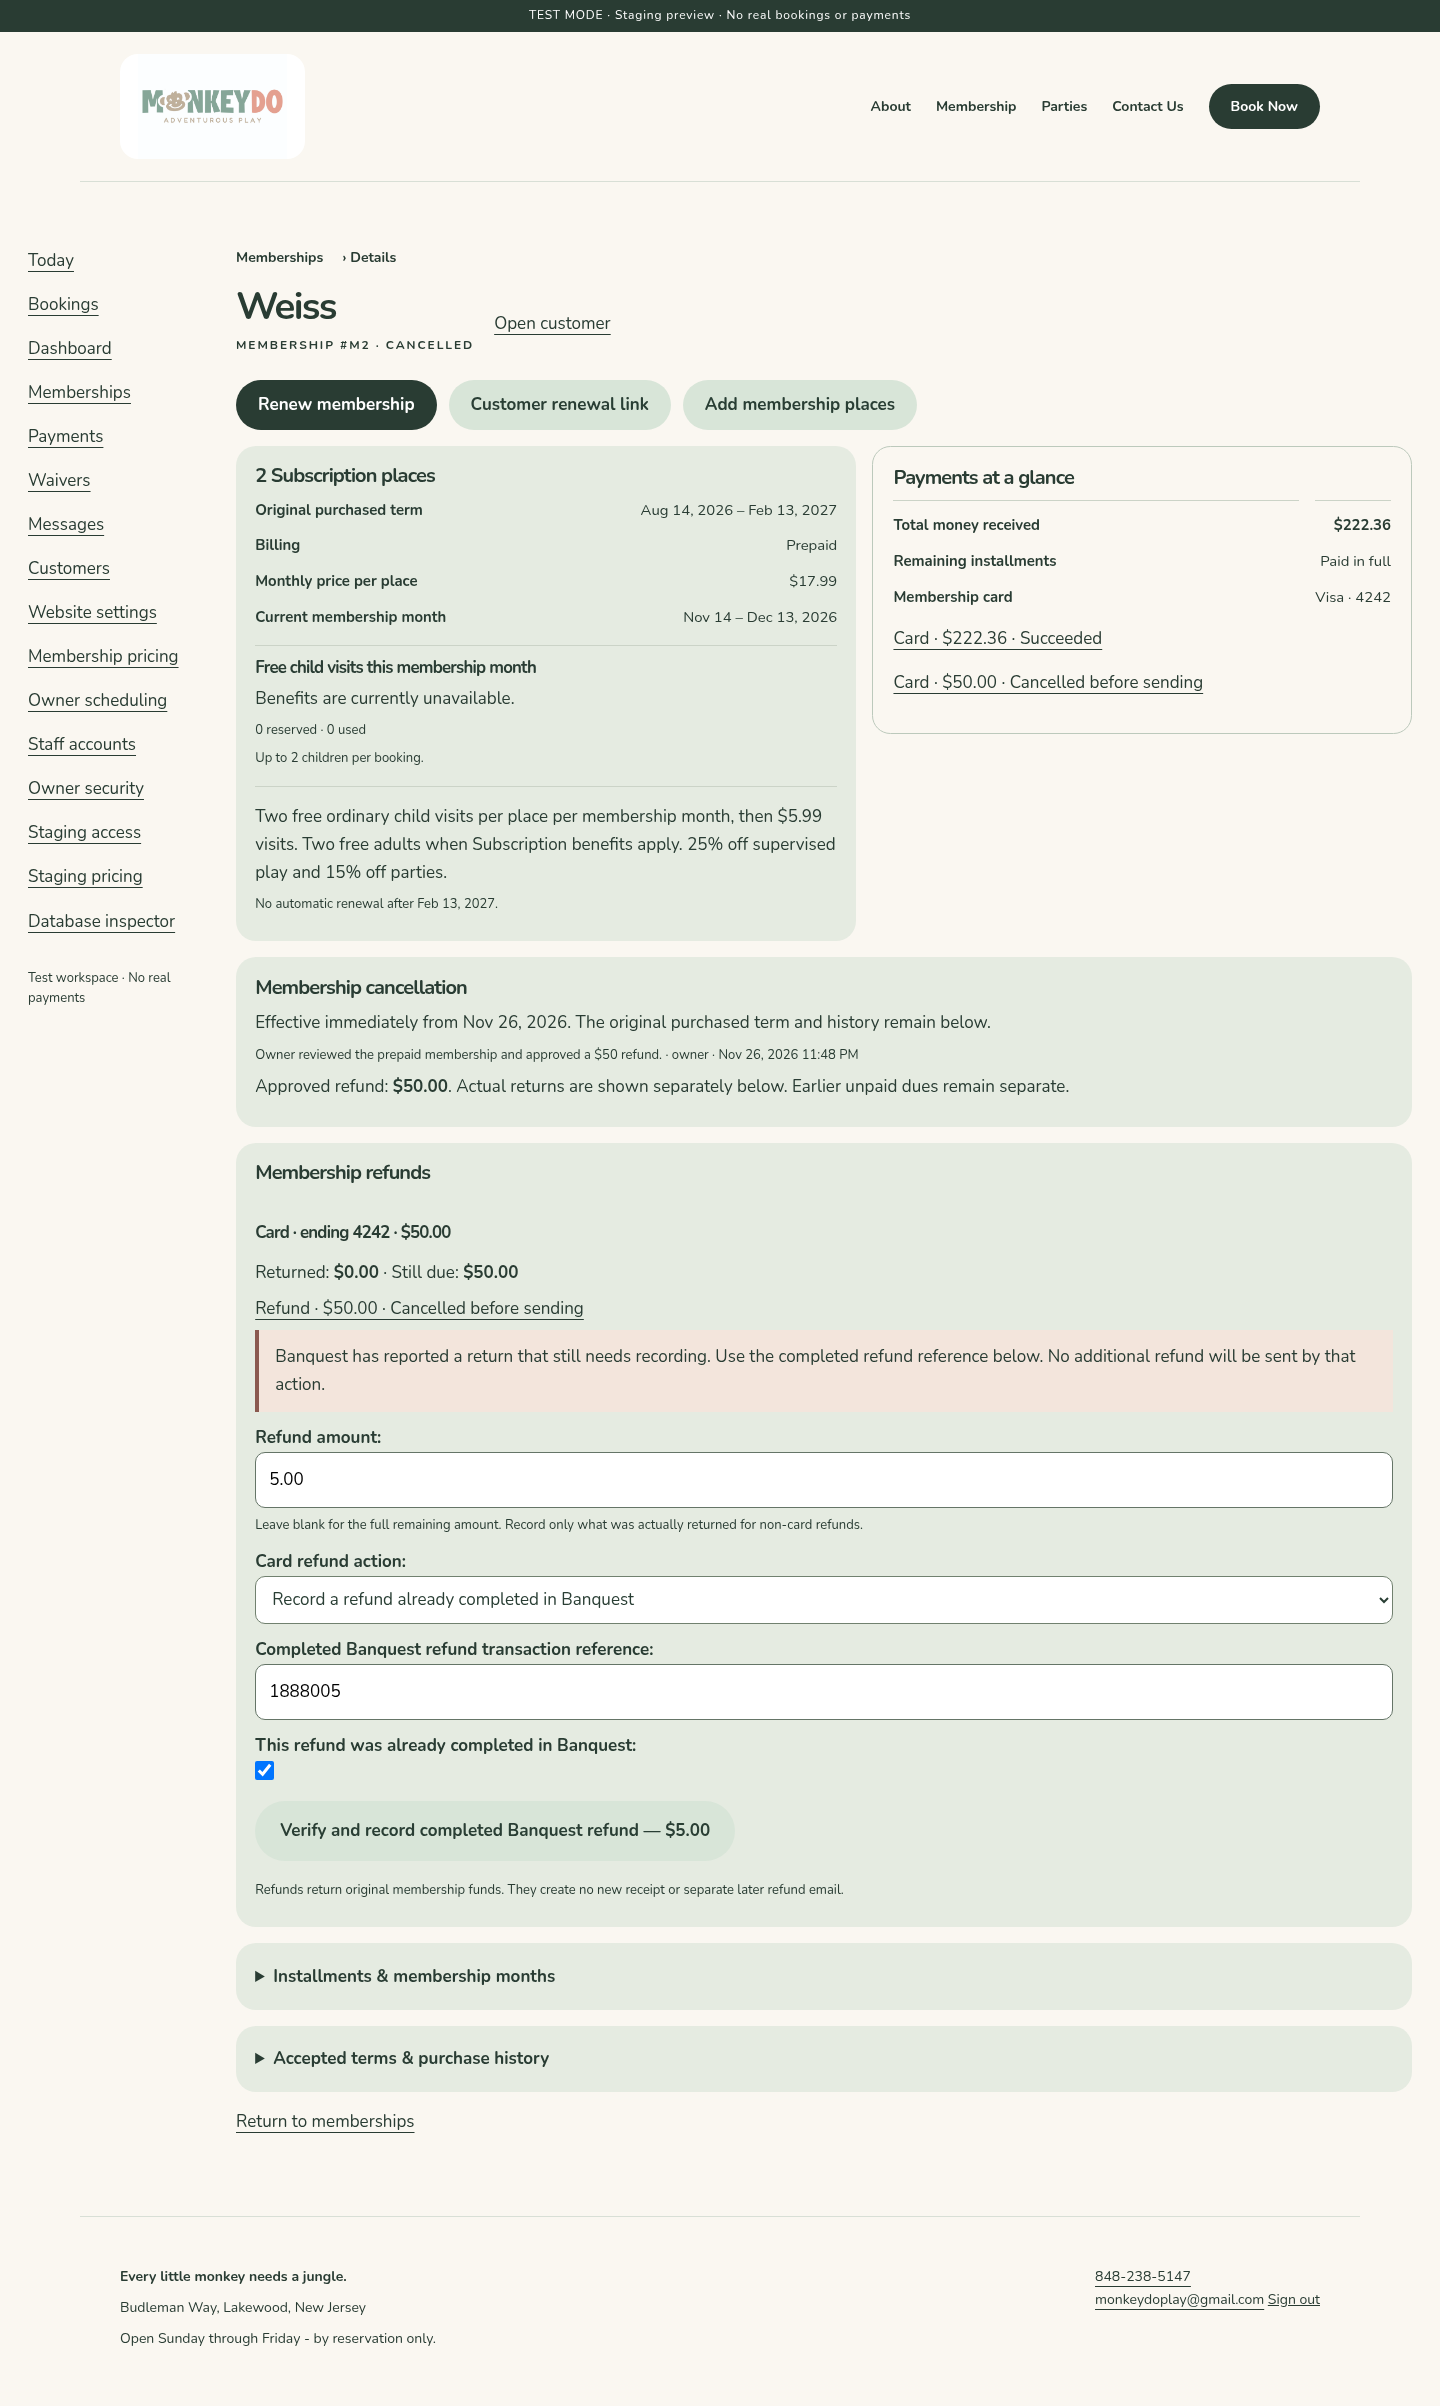 TEST MODE · Staging preview · No real bookings or payments
MONKEYDO
ADVENTUROUS PLAY
About
Membership
Parties
Contact Us
Book Now
Today
Bookings
Dashboard
Memberships
Payments
Waivers
Messages
Customers
Website settings
Membership pricing
Owner scheduling
Staff accounts
Owner security
Staging access
Staging pricing
Database inspector
Test workspace · No real
payments
Memberships › Details
Weiss
MEMBERSHIP #M2 · CANCELLED
Open customer
Renew membership
Customer renewal link
Add membership places
2 Subscription places
Original purchased term Aug 14, 2026 – Feb 13, 2027
Billing Prepaid
Monthly price per place $17.99
Current membership month Nov 14 – Dec 13, 2026
Free child visits this membership month
Benefits are currently unavailable.
0 reserved · 0 used
Up to 2 children per booking.
Two free ordinary child visits per place per membership month, then $5.99
visits. Two free adults when Subscription benefits apply. 25% off supervised
play and 15% off parties.
No automatic renewal after Feb 13, 2027.
Payments at a glance
Total money received $222.36
Remaining installments Paid in full
Membership card Visa · 4242
Card · $222.36 · Succeeded
Card · $50.00 · Cancelled before sending
Membership cancellation
Effective immediately from Nov 26, 2026. The original purchased term and history remain below.
Owner reviewed the prepaid membership and approved a $50 refund. · owner · Nov 26, 2026 11:48 PM
Approved refund: $50.00. Actual returns are shown separately below. Earlier unpaid dues remain separate.
Membership refunds
Card · ending 4242 · $50.00
Returned: $0.00 · Still due: $50.00
Refund · $50.00 · Cancelled before sending
Banquest has reported a return that still needs recording. Use the completed refund reference below. No additional refund will be sent by that
action.
Refund amount:
5.00
Leave blank for the full remaining amount. Record only what was actually returned for non-card refunds.
Card refund action:
Record a refund already completed in Banquest
Completed Banquest refund transaction reference:
1888005
This refund was already completed in Banquest:
Verify and record completed Banquest refund — $5.00
Refunds return original membership funds. They create no new receipt or separate later refund email.
Installments & membership months
Accepted terms & purchase history
Return to memberships
Every little monkey needs a jungle.
Budleman Way, Lakewood, New Jersey
Open Sunday through Friday - by reservation only.
848-238-5147
monkeydoplay@gmail.com Sign out